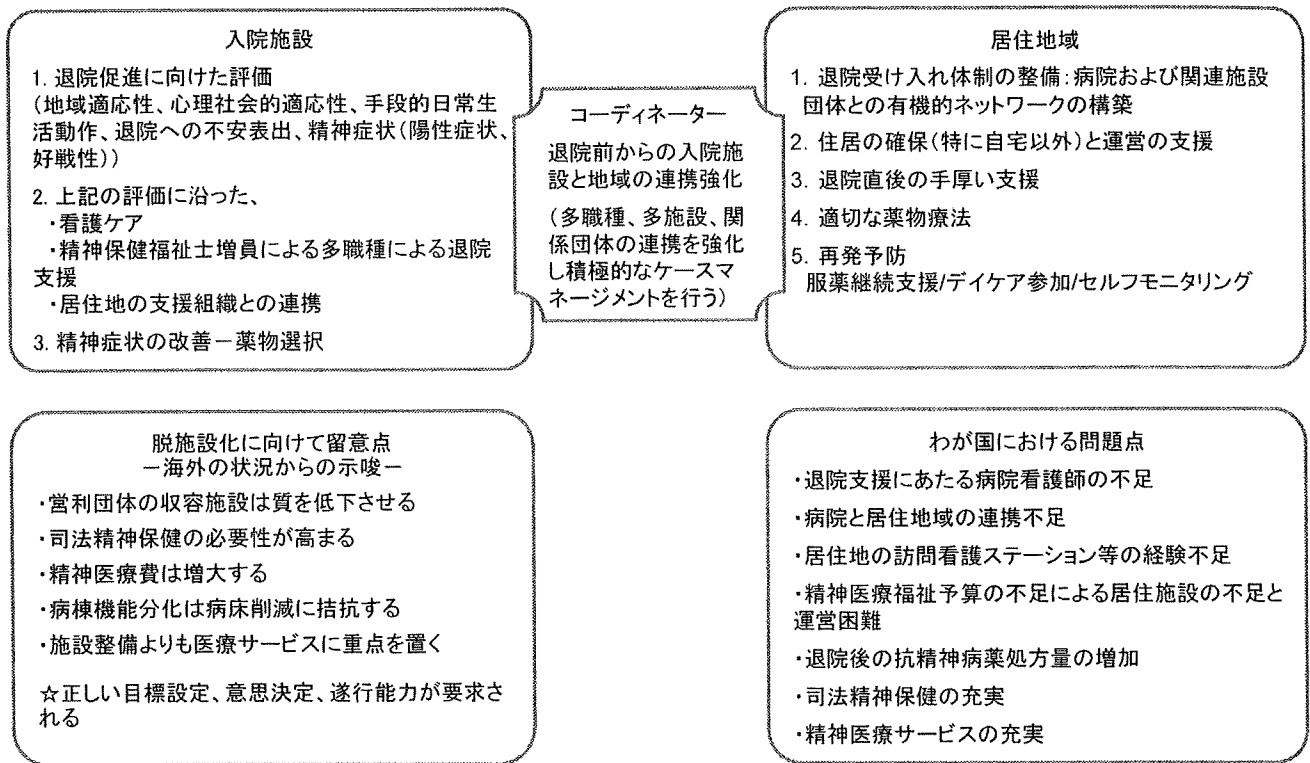 入院施設
1. 退院促進に向けた評価
(地域適応性、心理社会的適応性、手段的日常生
活動作、退院への不安表出、精神症状(陽性症状、
好戦性))
2. 上記の評価に沿った、
・看護ケア
・精神保健福祉士増員による多職種による退院
支援
・居住地の支援組織との連携
3. 精神症状の改善－薬物選択
コーディネーター
退院前からの入院施
設と地域の連携強化
(多職種、多施設、関
係団体の連携を強化
し積極的なケースマ
ネージメントを行う)
居住地域
1. 退院受け入れ体制の整備:病院および関連施設
団体との有機的ネットワークの構築
2. 住居の確保(特に自宅以外)と運営の支援
3. 退院直後の手厚い支援
4. 適切な薬物療法
5. 再発予防
服薬継続支援/デイケア参加/セルフモニタリング
脱施設化に向けて留意点
－海外の状況からの示唆－
・営利団体の収容施設は質を低下させる
・司法精神保健の必要性が高まる
・精神医療費は増大する
・病棟機能分化は病床削減に拮抗する
・施設整備よりも医療サービスに重点を置く
☆正しい目標設定、意思決定、遂行能力が要求さ
れる
わが国における問題点
・退院支援にあたる病院看護師の不足
・病院と居住地域の連携不足
・居住地の訪問看護ステーション等の経験不足
・精神医療福祉予算の不足による居住施設の不足と
運営困難
・退院後の抗精神病薬処方量の増加
・司法精神保健の充実
・精神医療サービスの充実